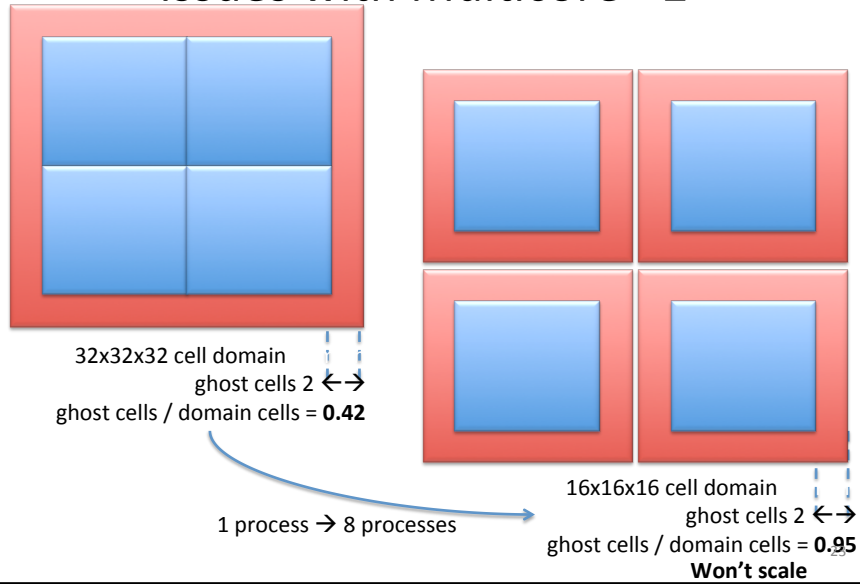 32x32x32 cell domain
ghost cells 2 ←→
ghost cells / domain cells = 0.42
1 process → 8 processes
16x16x16 cell domain
ghost cells 2 ←→
ghost cells / domain cells = 0.95
Won't scale